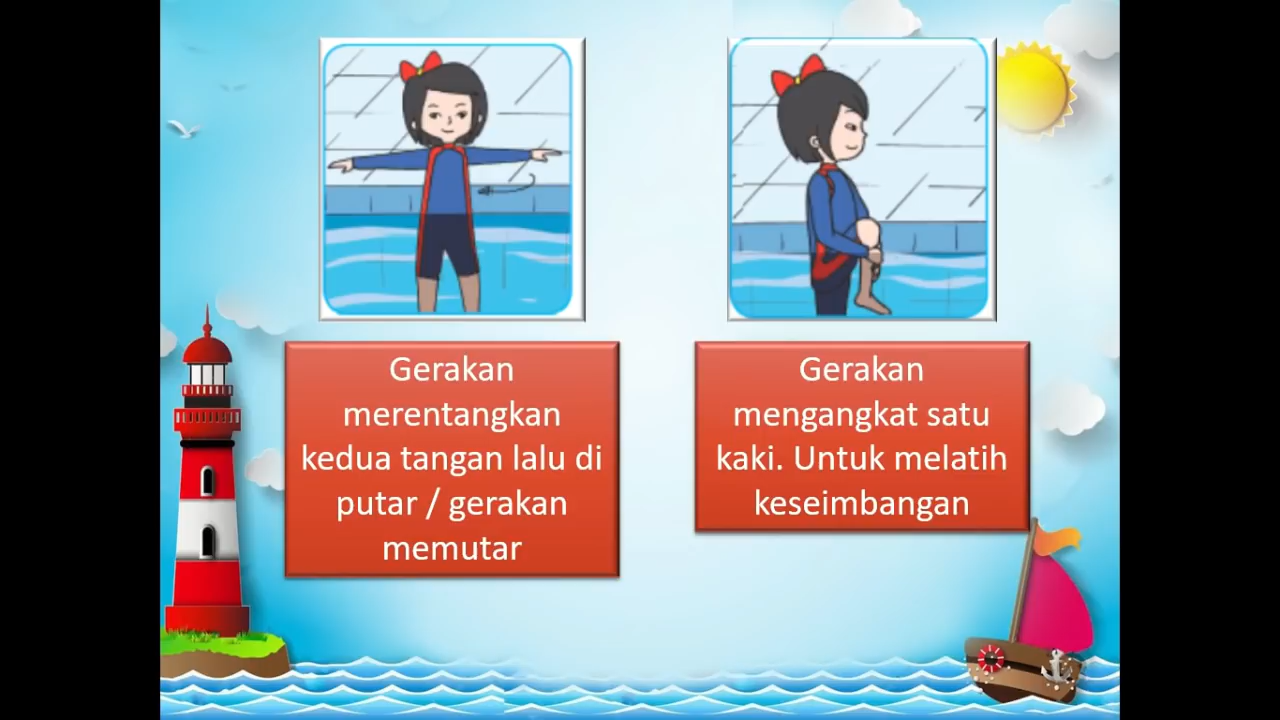 Gerakan
merentangkan
kedua tangan lalu di
putar / gerakan
memutar
Gerakan
mengangkat satu
kaki. Untuk melatih
keseimbangan